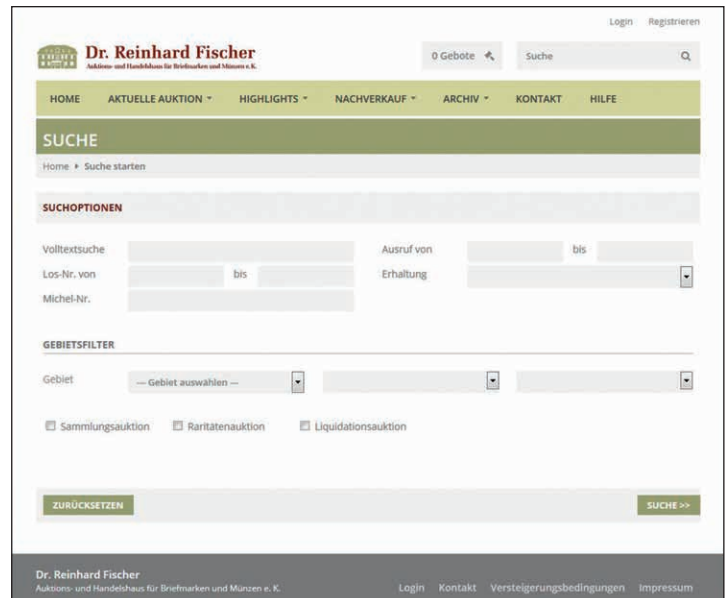 Login Registrieren
Dr. Reinhard Fischer
Auktions- und Handelshaus für Briefmarken und Münzen e. K.
0 Gebote Suche
HOME AKTUELLE AUKTION HIGHLIGHTS NACHVERKAUF ARCHIV KONTAKT HILFE
SUCHE
Home Suche starten
SUCHOPTIONEN
Volltextsuche Ausruf von bis
Los-Nr. von bis Erhaltung
Michel-Nr.
GEBIETSFILTER
Gebiet --- Gebiet auswählen ---
Sammlungsauktion Raritätenauktion Liquidationsauktion
ZURÜCKSETZEN SUCHE >>
Dr. Reinhard Fischer
Auktions- und Handelshaus für Briefmarken und Münzen e. K. Login Kontakt Versteigerungsbedingungen Impressum